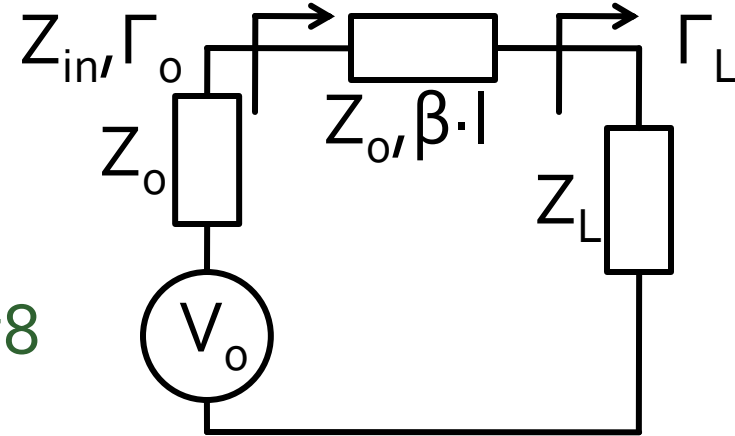 Z_in, Γ_o
Γ_L
Z_o, β·l
Z_o
Z_L
V_o
8